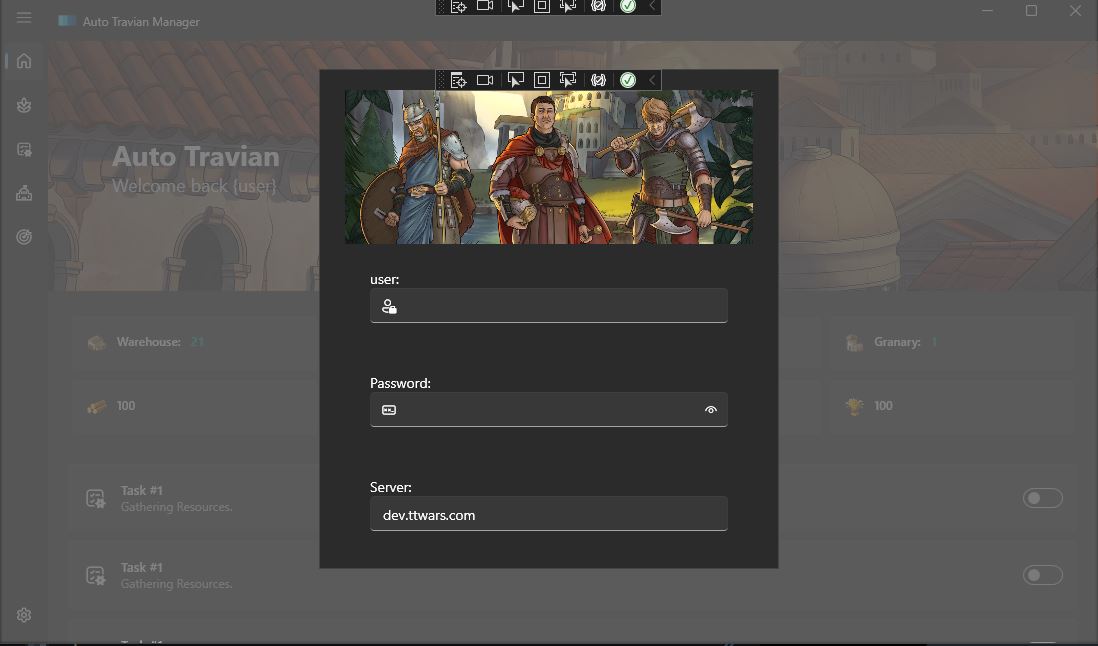 Auto Travian Manager
Auto Travian
Welcome back {user}
user:
Warehouse: 21
Granary: 1
Password:
100
100
Server:
dev.ttwars.com
Task #1
Gathering Resources.
Task #1
Gathering Resources.